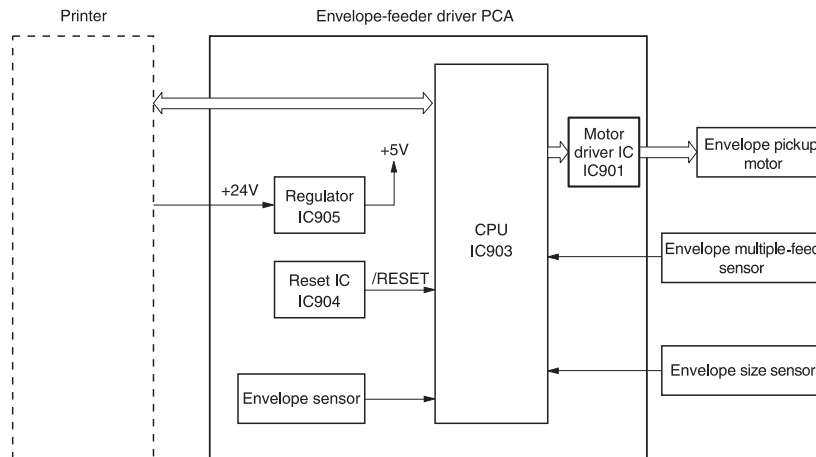 Printer
Envelope-feeder driver PCA
Motor
driver IC
IC901
Envelope pickup
motor
+5V
+24V
Regulator
IC905
CPU
IC903
Envelope multiple-feed
sensor
Reset IC
IC904
/RESET
Envelope sensor
Envelope size sensor